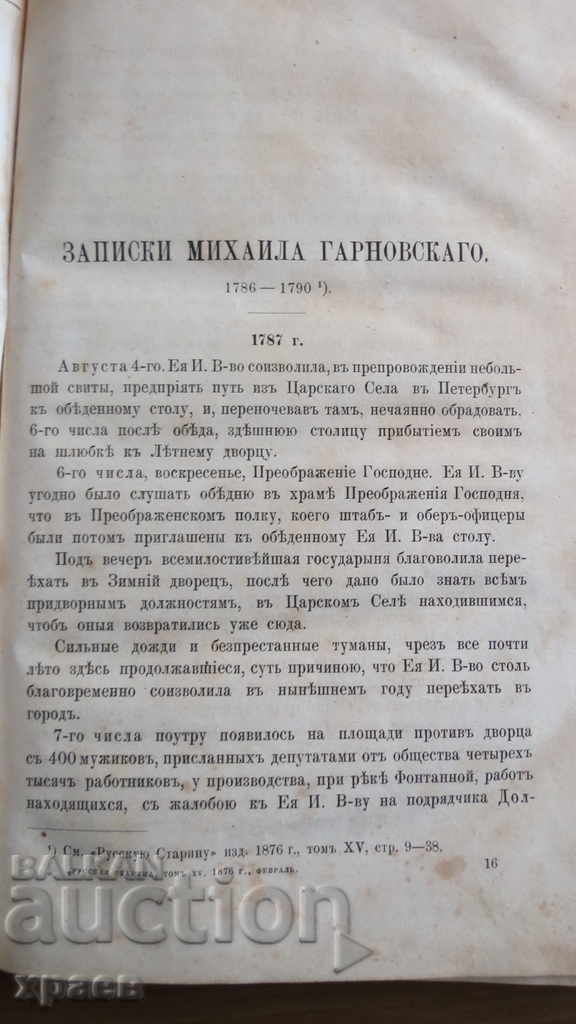 ЗАПИСКИ МИХАИЛА ГАРНОВСКАГО.
1786 — 1790 ¹).
1787 г.
Августа 4-го. Ея И. В-во соизволила, въ препровожденіи неболь-
шой свиты, предпріять путь изъ Царскаго Села въ Петербургъ
къ обѣденному столу, и, переночевавъ тамъ, нечаянно обрадовать.
6-го числа послѣ обѣда, здѣшнюю столицу прибытіемъ своимъ
на шлюбкѣ къ Лѣтнему дворцу.
6-го числа, воскресенье, Преображеніе Господне. Ея И. В-ву
угодно было слушать обѣдню въ храмѣ Преображенія Господня,
что въ Преображенскомъ полку, коего штабъ- и оберъ-офицеры
были потомъ приглашены къ обѣденному Ея И. В-ва столу.
Подъ вечеръ всемилостивѣйшая государыня благоволила пере-
ѣхать въ Зимній дворецъ, послѣ чего дано было знать всѣмъ
придворнымъ должностямъ, въ Царскомъ Селѣ находившимся,
чтобъ оныя возвратились уже сюда.
Сильные дожди и безпрестанные туманы, чрезъ все почти
лѣто здѣсь продолжавшіеся, суть причиною, что Ея И. В-во столь
благовременно соизволила въ нынѣшнемъ году переѣхать въ
городъ.
7-го числа поутру появилось на площади противъ дворца
съ 400 мужиковъ, присланныхъ депутатами отъ общества четырехъ
тысячъ работниковъ, у производства, при рѣкѣ Фонтанной, работъ
находящихся, съ жалобою къ Ея И. В-ву на подрядчика Дол-
¹) См. «Русскую Старину» изд. 1876 г., томъ XV, стр. 9—38.
«РУССКАЯ СТАРИНА», ТОМЪ XV, 1876 Г., ФЕВРАЛЬ.
16
BALKAN
auction
храев